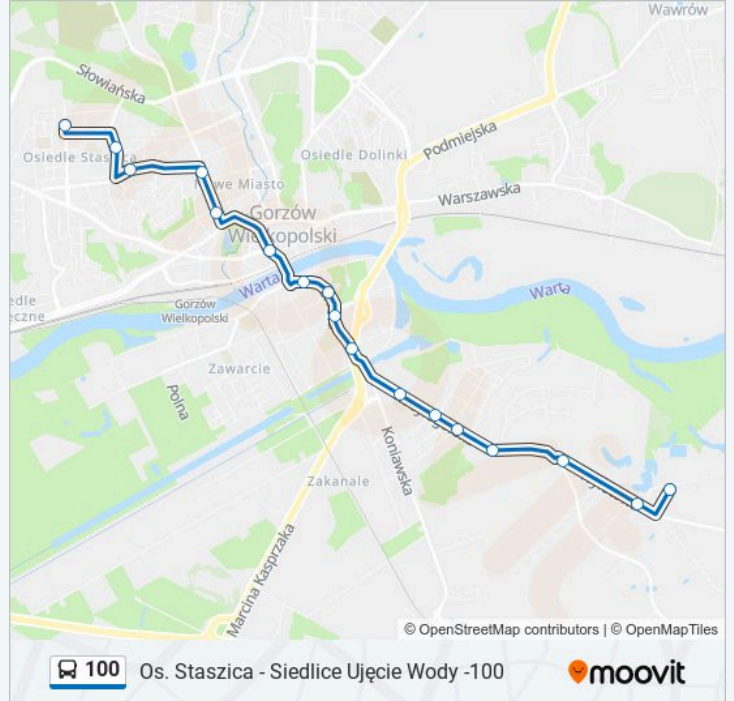 Wawrów
Słowiańska
Podmiejska
Osiedle Staszica
Osiedle Dolinki
Nowe Miasto
Warszawska
Gorzów
Wielkopolski
Warta
Warta
Gorzów
Wielkopolski
Zawarcie
Polna
Koniawska
Zakanale
Marcina Kasprzaka
© OpenStreetMap contributors | © OpenMapTiles
100 Os. Staszica - Siedlice Ujęcie Wody -100 moovit